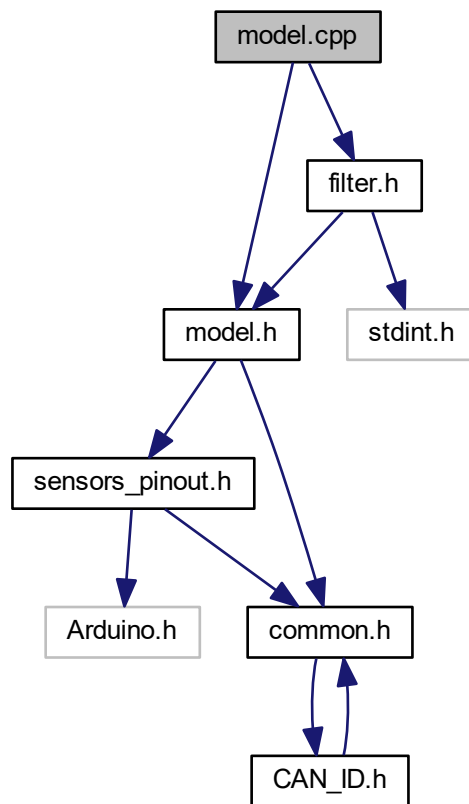 model.cpp
filter.h
model.h
stdint.h
sensors_pinout.h
Arduino.h
common.h
CAN_ID.h